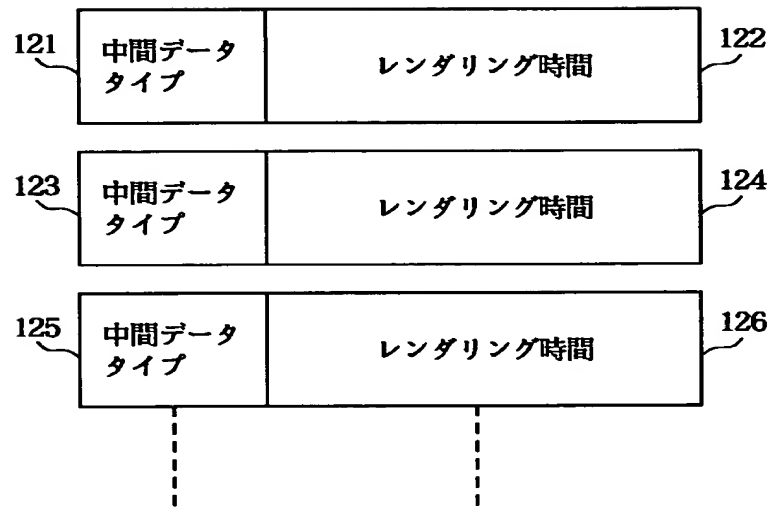 121
中間データ
タイプ
レンダリング時間
122
123
中間データ
タイプ
レンダリング時間
124
125
中間データ
タイプ
レンダリング時間
126